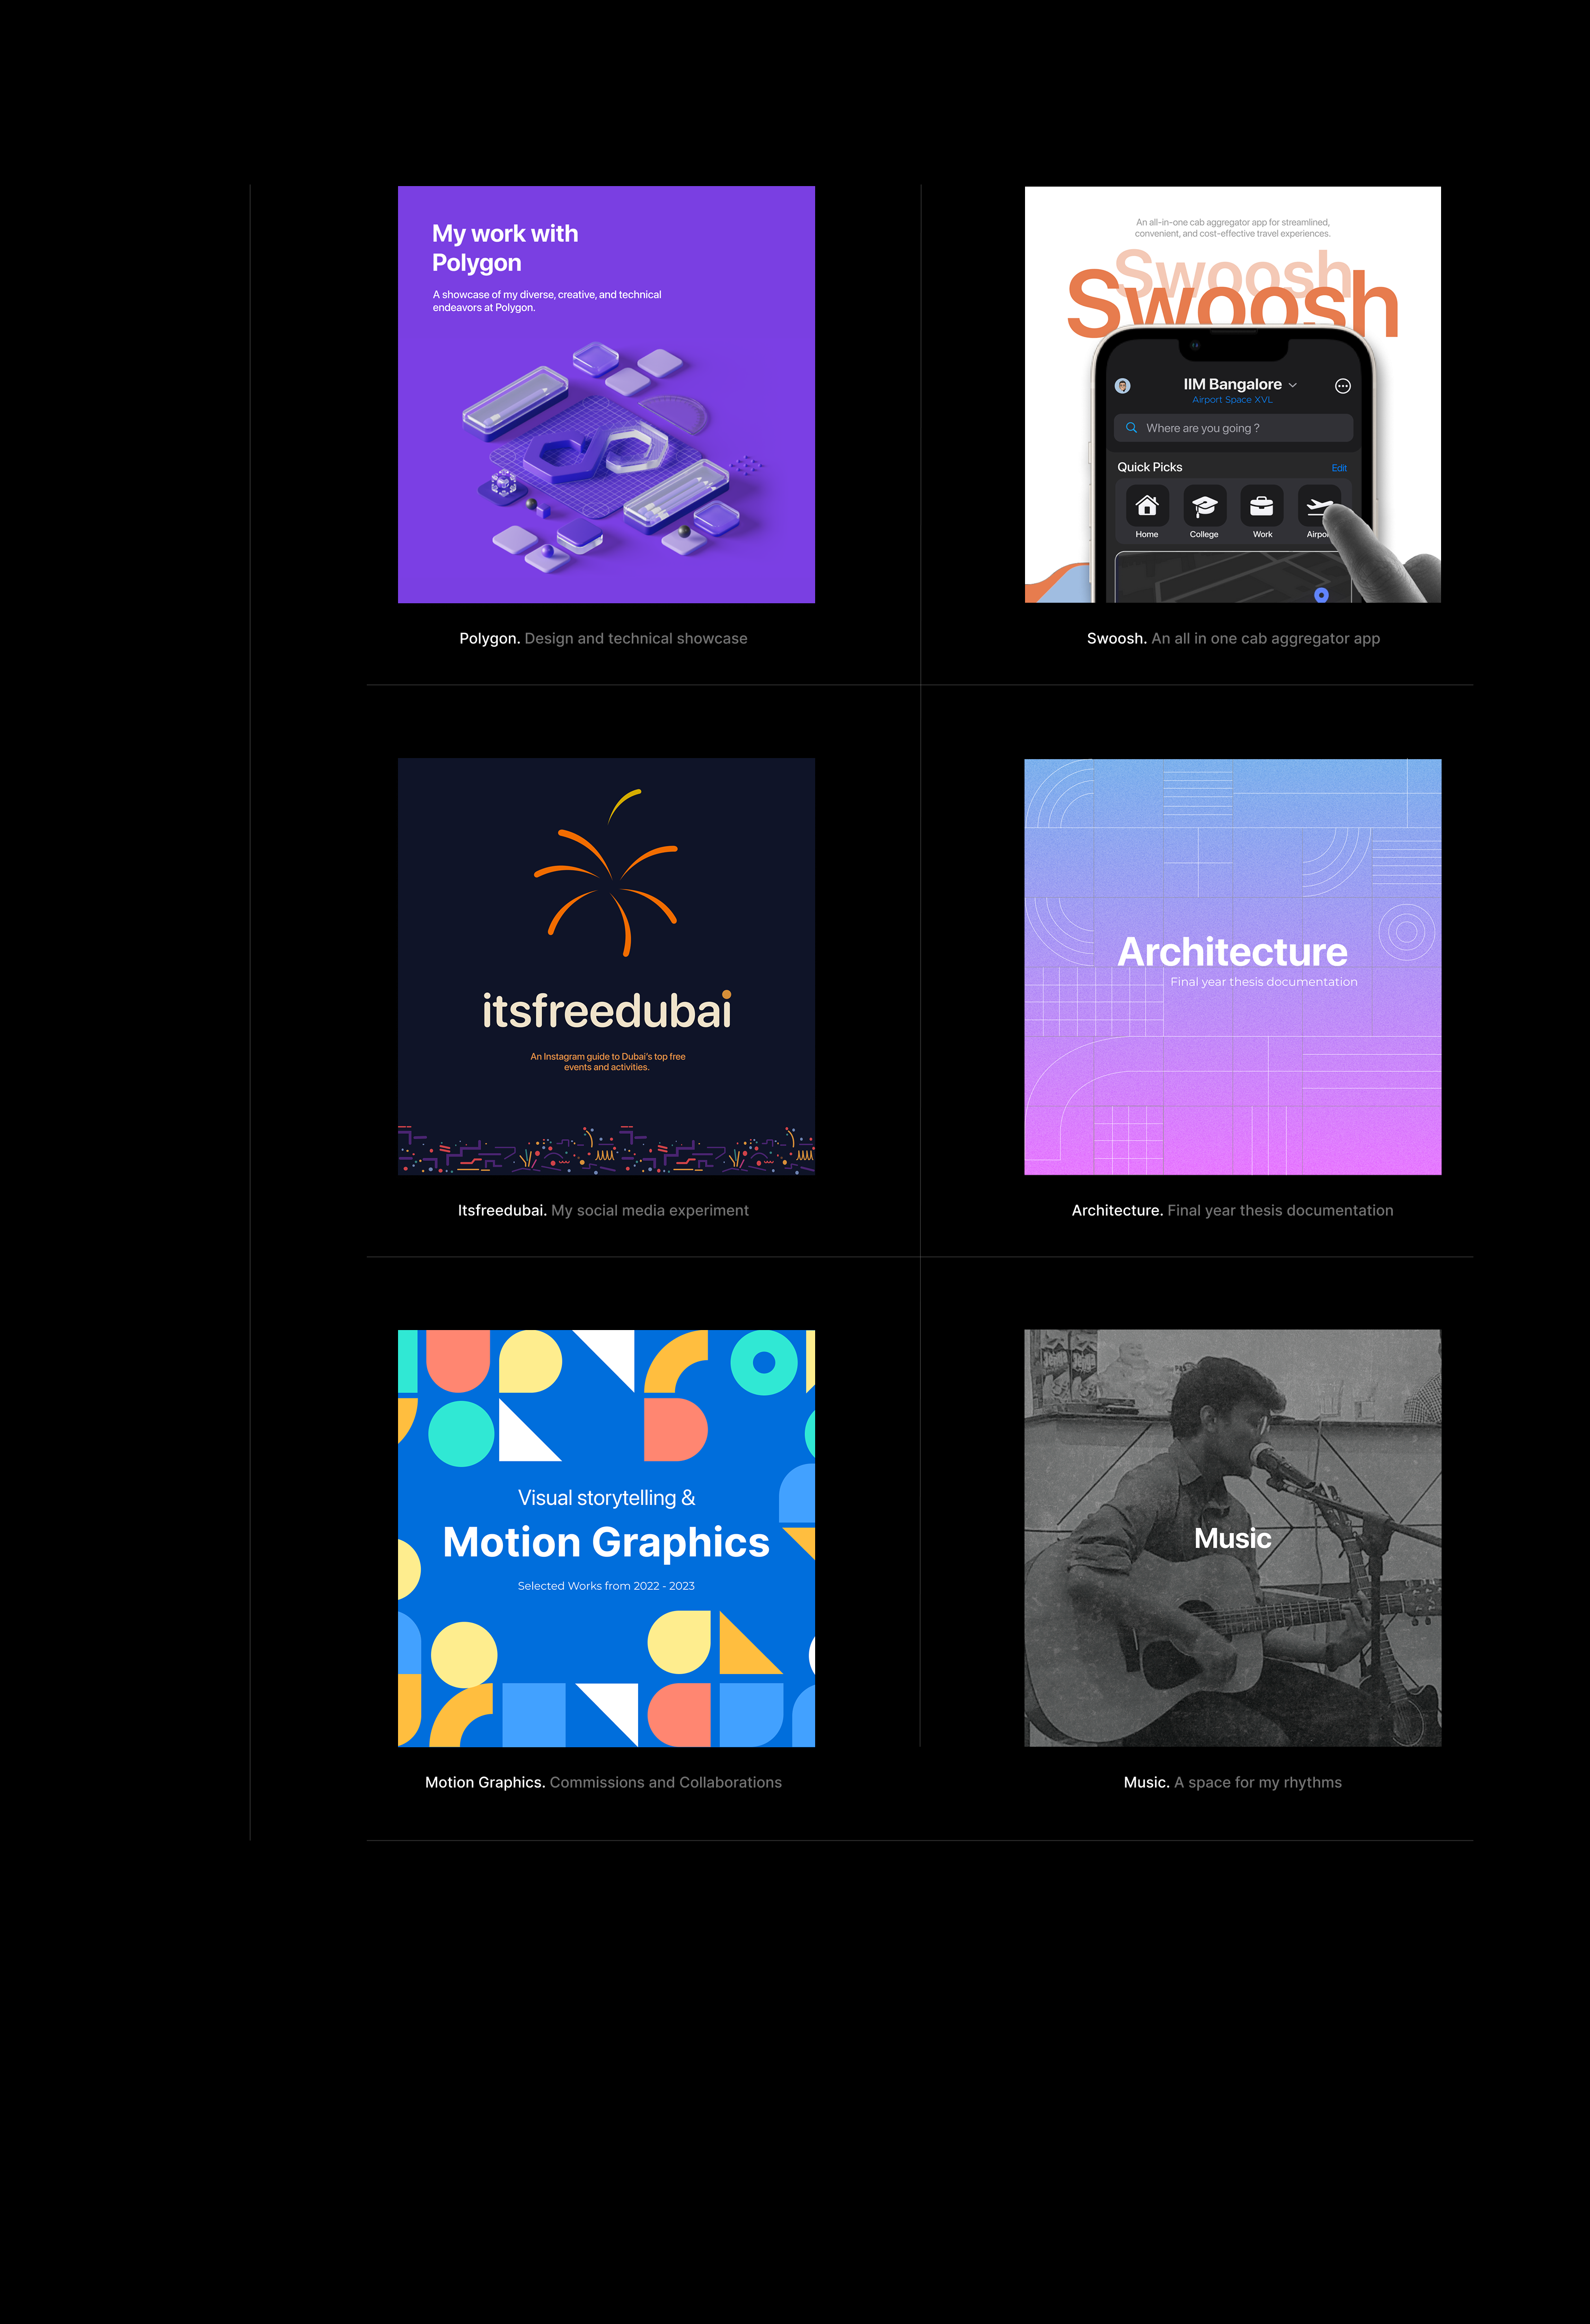 My work with
Polygon
A showcase of my diverse, creative, and technical
endeavors at Polygon.
Polygon. Design and technical showcase
An all-in-one cab aggregator app for streamlined,
convenient, and cost-effective travel experiences.
Swoosh
Swoosh
IIM Bangalore
Airport Space XVL
Where are you going ?
Quick Picks
Edit
Home
College
Work
Airport
Swoosh. An all in one cab aggregator app
itsfreedubai
An Instagram guide to Dubai's top free
events and activities.
Itsfreedubai. My social media experiment
Architecture
Final year thesis documentation
Architecture. Final year thesis documentation
Visual storytelling &
Motion Graphics
Selected Works from 2022 - 2023
Motion Graphics. Commissions and Collaborations
Music
Music. A space for my rhythms